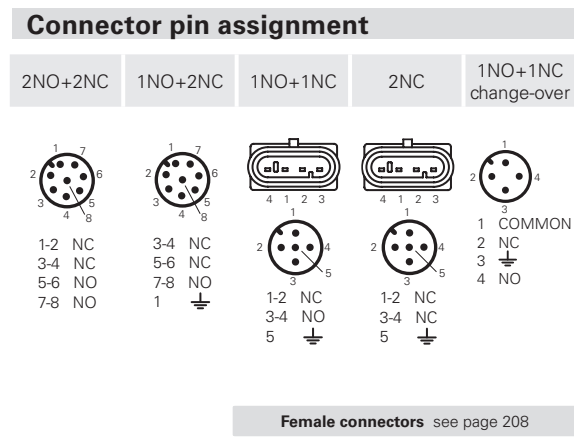 Connector pin assignment
2NO+2NC 1NO+2NC 1NO+1NC 2NC 1NO+1NC
change-over
1 7
2 6
3 5
4 8
1-2 NC
3-4 NC
5-6 NO
7-8 NO
1 7
2 6
3 5
4 8
3-4 NC
5-6 NC
7-8 NO
1
4 1 2 3
1
2 4
3 5
1-2 NC
3-4 NO
5
4 1 2 3
1
2 4
3 5
1-2 NC
3-4 NC
5
1
2 4
3
1 COMMON
2 NC
3
4 NO
Female connectors see page 208